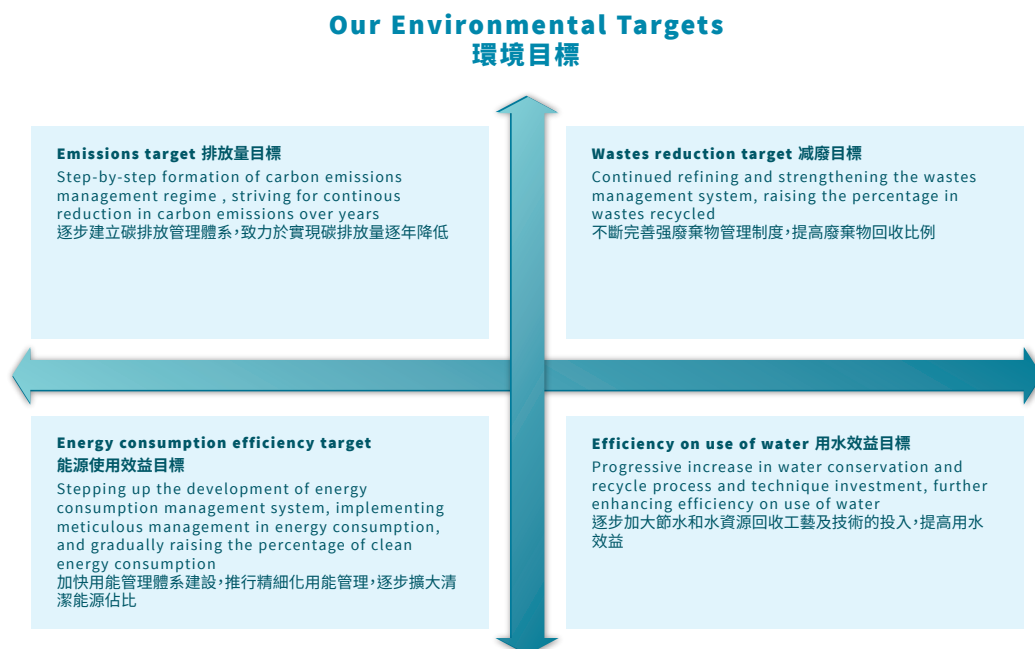 Our Environmental Targets
環境目標
Emissions target 排放量目標
Step-by-step formation of carbon emissions
management regime , striving for continous
reduction in carbon emissions over years
逐步建立碳排放管理體系，致力於實現碳排放量逐年降低
Wastes reduction target 减廢目標
Continued refining and strengthening the wastes
management system, raising the percentage in
wastes recycled
不斷完善强廢棄物管理制度，提高廢棄物回收比例
Energy consumption efficiency target
能源使用效益目標
Stepping up the development of energy
consumption management system, implementing
meticulous management in energy consumption,
and gradually raising the percentage of clean
energy consumption
加快用能管理體系建設，推行精細化用能管理，逐步擴大清
潔能源佔比
Efficiency on use of water 用水效益目標
Progressive increase in water conservation and
recycle process and technique investment, further
enhancing efficiency on use of water
逐步加大節水和水資源回收工藝及技術的投入，提高用水
效益